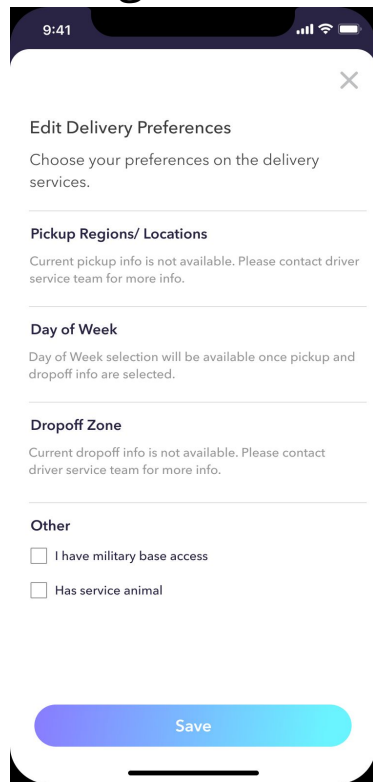 9:41
Edit Delivery Preferences
Choose your preferences on the delivery
services.
Pickup Regions/ Locations
Current pickup info is not available. Please contact driver
service team for more info.
Day of Week
Day of Week selection will be available once pickup and
dropoff info are selected.
Dropoff Zone
Current dropoff info is not available. Please contact
driver service team for more info.
Other
I have military base access
Has service animal
Save